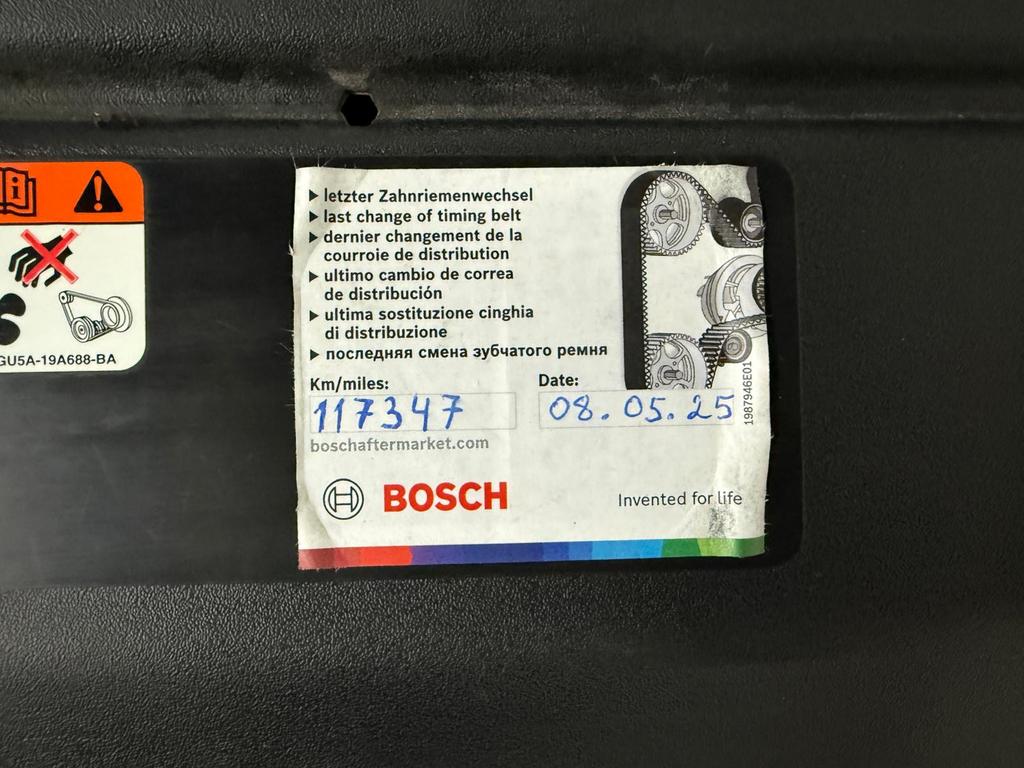 ▶ letzter Zahnriemenwechsel
▶ last change of timing belt
▶ dernier changement de la
courroie de distribution
▶ ultimo cambio de correa
de distribución
▶ ultima sostituzione cinghia
di distribuzione
▶ последняя смена зубчатого ремня
Km/miles:
117347
Date:
08.05.25
1987946E01
boschaftermarket.com
BOSCH
Invented for life
GU5A-19A688-BA